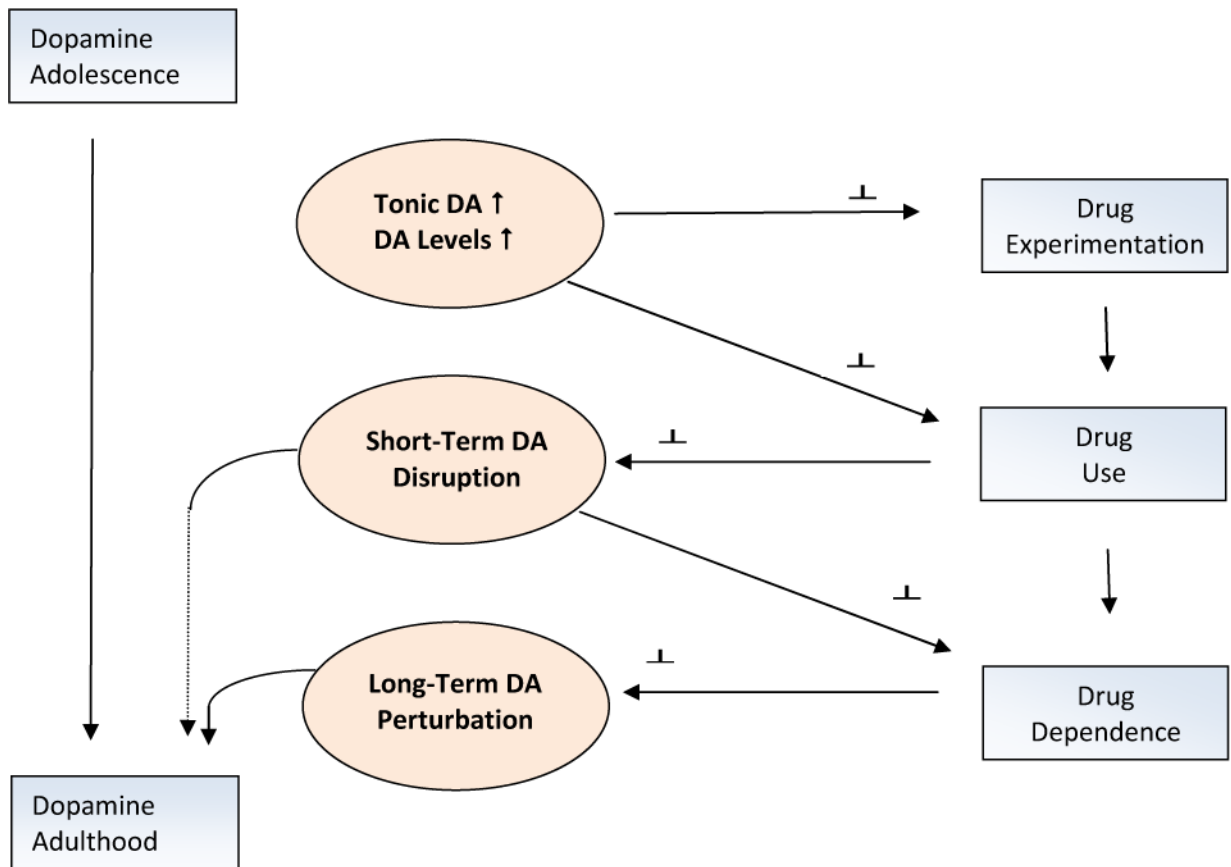 Dopamine
Adolescence
Tonic DA ↑
DA Levels ↑
Drug
Experimentation
Short-Term DA
Disruption
Drug
Use
Long-Term DA
Perturbation
Drug
Dependence
Dopamine
Adulthood